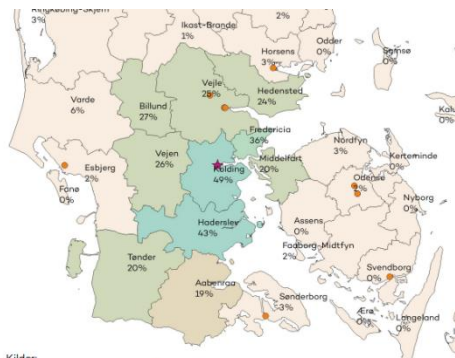 Ringkøbing-Skjern
3%
Ikast-Brande
1%
2%
Horsens
3%
Odder
0%
Samsø
0%
Vejle
Hedensted
24%
Varde
6%
Billund
27%
Kalu
Fredericia
36%
Nordfyn
3%
Kerteminde
0%
Vejen
26%
Middelfart
20%
Esbjerg
2%
Kolding
49%
Odense
Fanø
0%
Nyborg
0%
Haderslev
43%
Assens
0%
Faaborg-Midtfyn
2%
Tønder
20%
Svendborg
0%
Aabenraa
19%
Sønderborg
3%
Ærø
0%
Langeland
0%
Kilder: